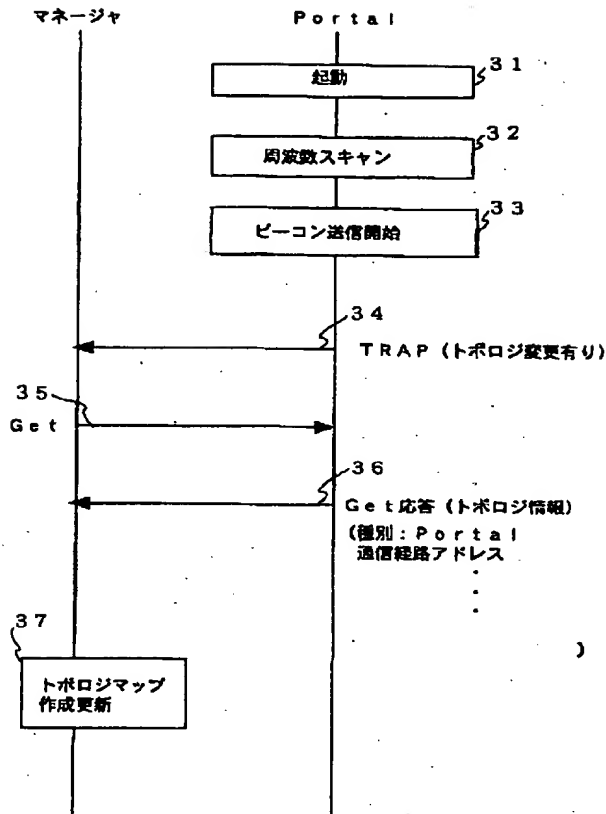 マネージャ
Portal
31
起動
32
周波数スキャン
33
ビーコン送信開始
34
TRAP(トポロジ変更有り)
35
Get
36
Get応答(トポロジ情報)
(種別:Portal
通信経路アドレス
・
・
・
)
37
トポロジマップ
作成更新